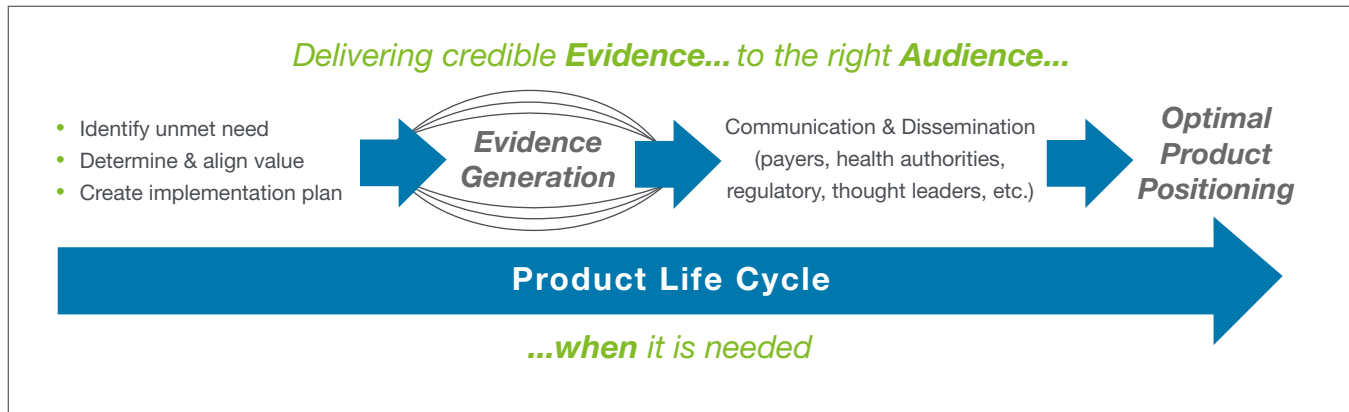 Delivering credible Evidence... to the right Audience...
• Identify unmet need
• Determine & align value
• Create implementation plan
Evidence
Generation
Communication & Dissemination
(payers, health authorities,
regulatory, thought leaders, etc.)
Optimal
Product
Positioning
Product Life Cycle
...when it is needed